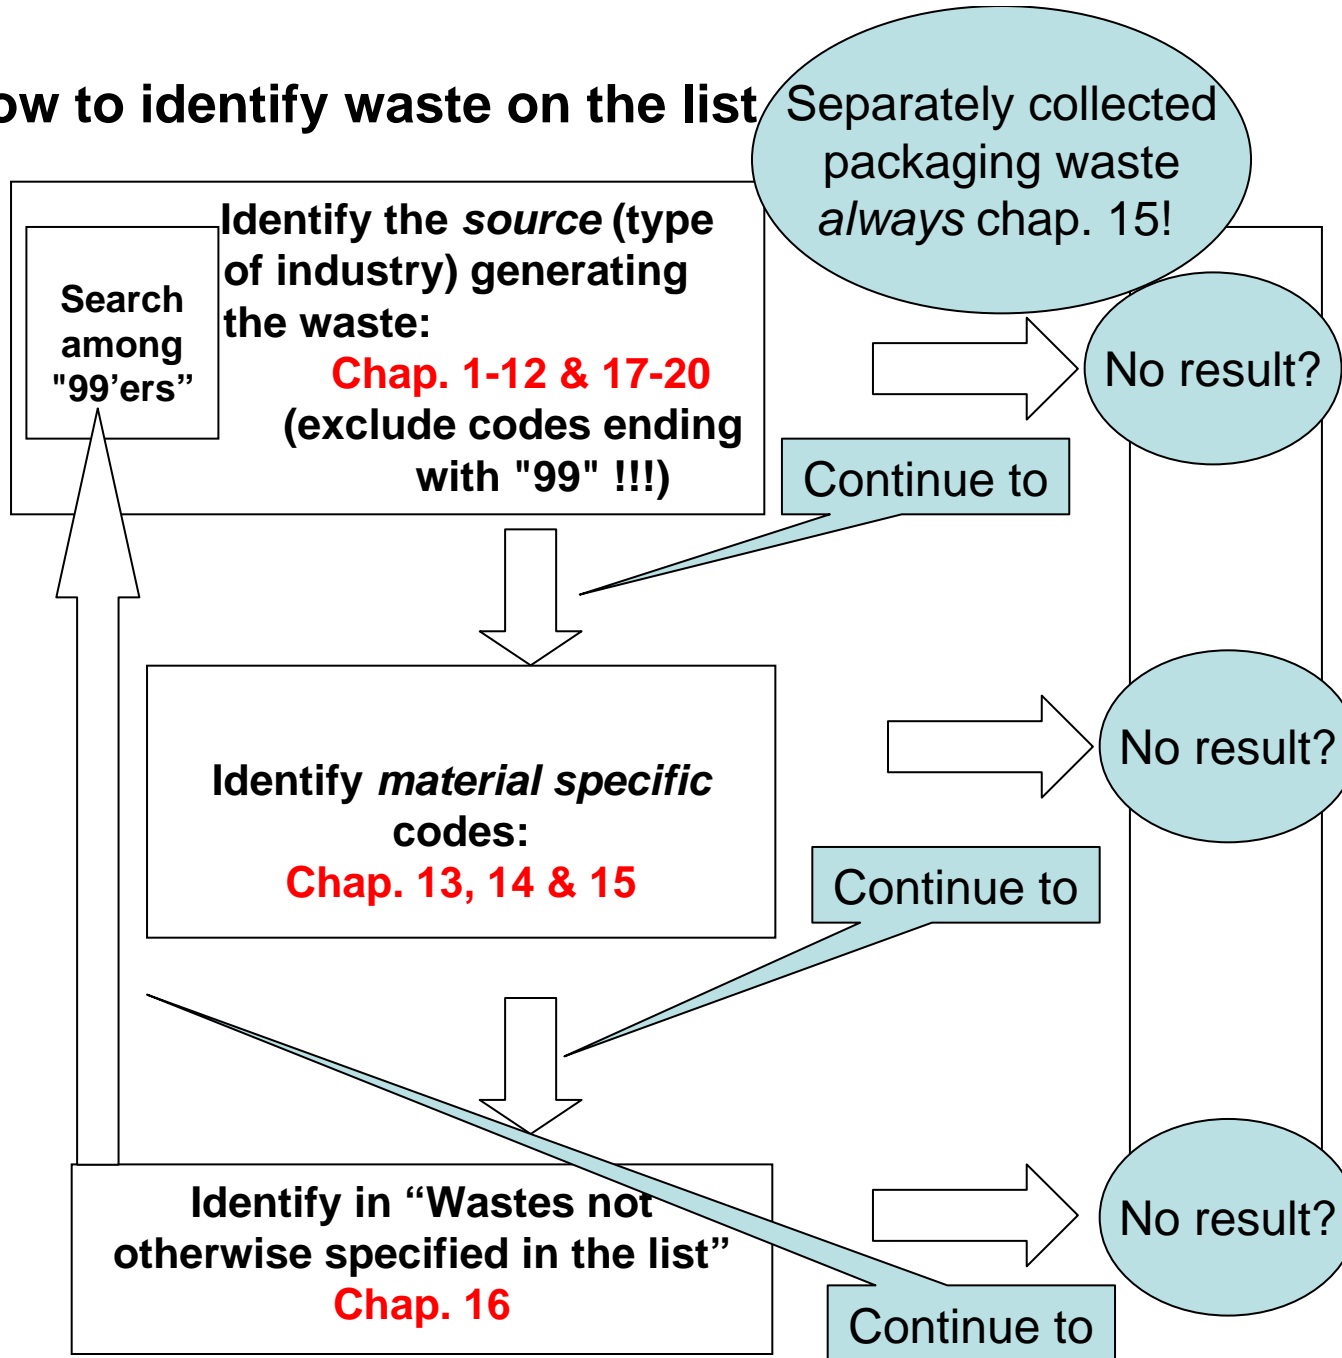 ow to identify waste on the list
Separately collected
packaging waste
always chap. 15!
Identify the source (type
of industry) generating
the waste:
Chap. 1-12 & 17-20
(exclude codes ending
with "99" !!!)
Search
among
"99’ers”
No result?
Continue to
Identify material specific
codes:
Chap. 13, 14 & 15
No result?
Continue to
Identify in “Wastes not
otherwise specified in the list”
Chap. 16
No result?
Continue to